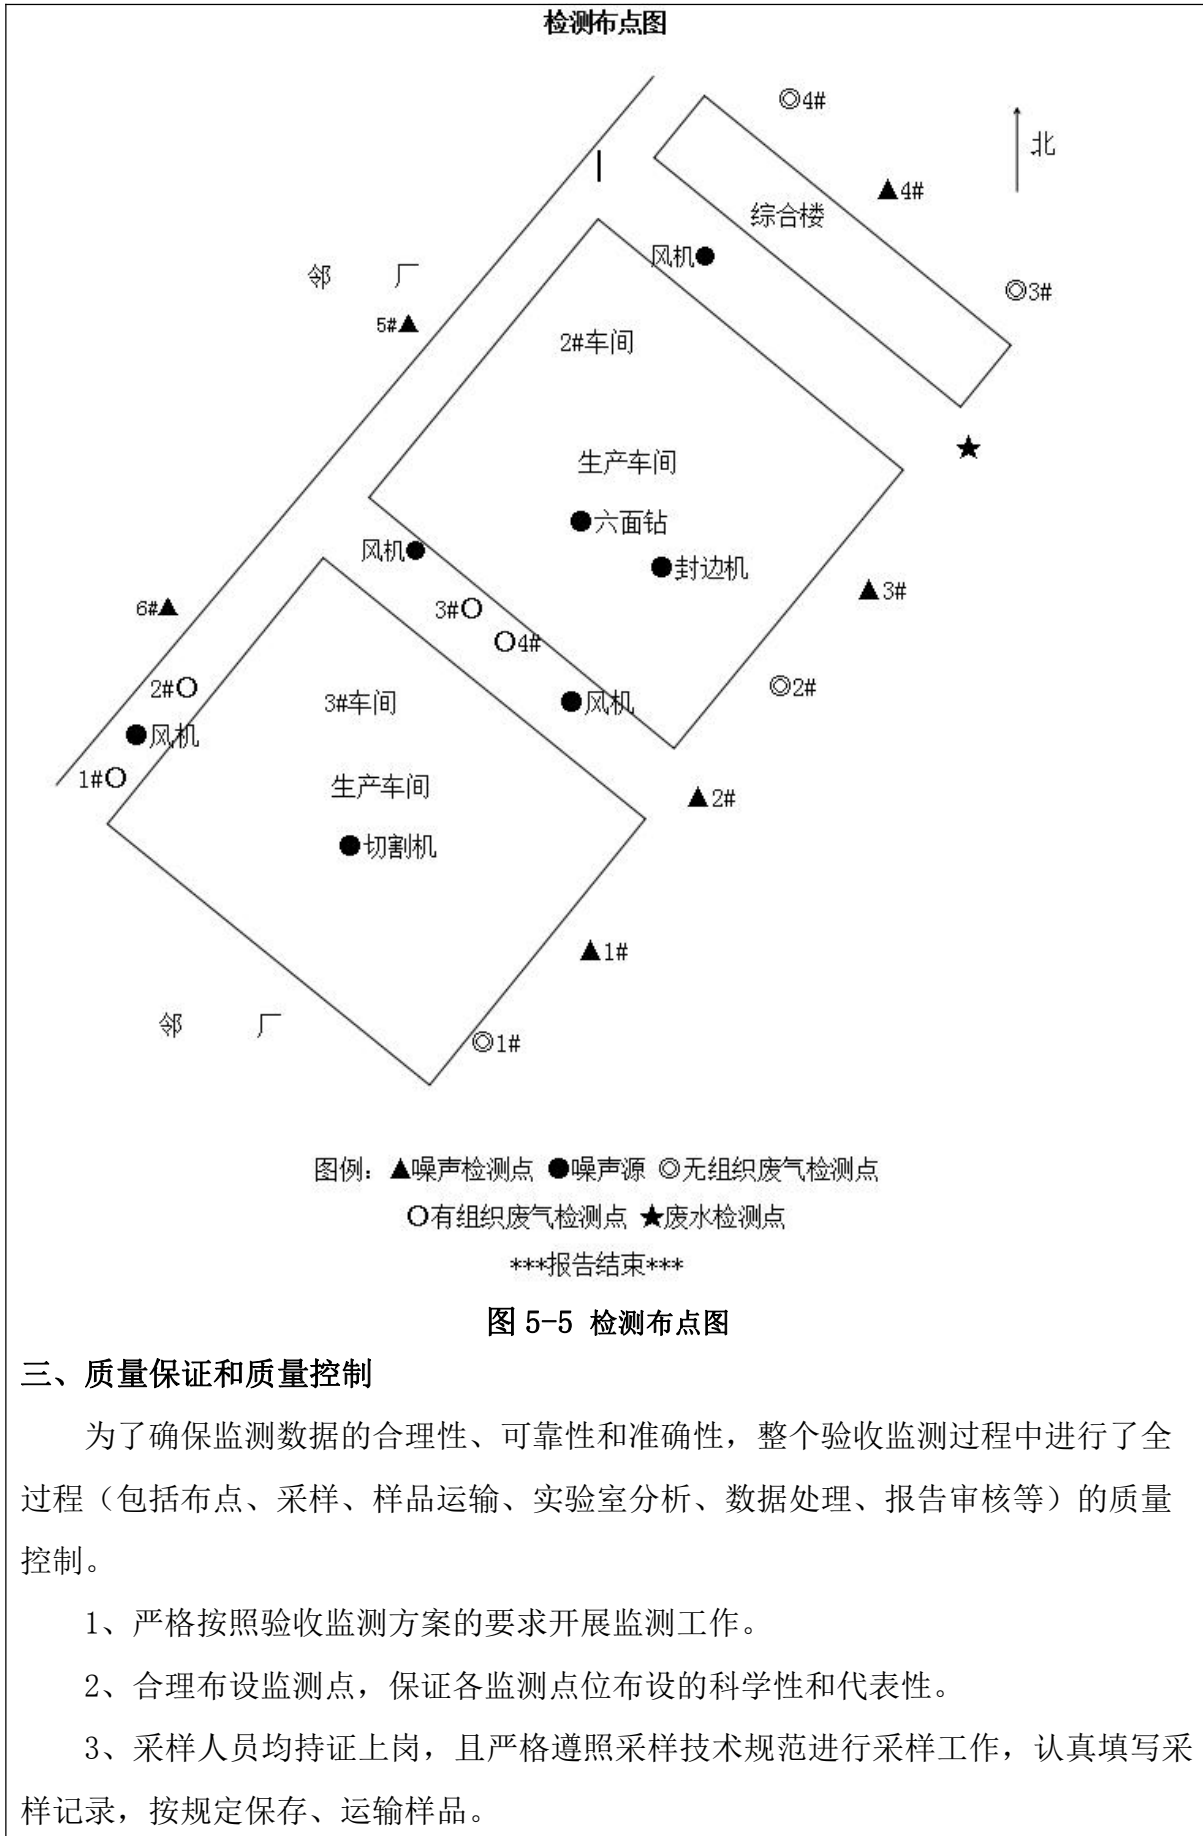 检测布点图
◎4#
北
▲4#
综合楼
风机●
邻 厂
◎3#
5#▲
2#车间
★
生产车间
●六面钻
风机●
●封边机
▲3#
6#▲
3#○
○4#
2#○
◎2#
3#车间
●风机
●风机
1#○
生产车间
▲2#
●切割机
▲1#
邻 厂
◎1#
图例：▲噪声检测点 ●噪声源 ◎无组织废气检测点
○有组织废气检测点 ★废水检测点
***报告结束***
图 5-5 检测布点图
三、质量保证和质量控制
为了确保监测数据的合理性、可靠性和准确性，整个验收监测过程中进行了全
过程（包括布点、采样、样品运输、实验室分析、数据处理、报告审核等）的质量
控制。
1、严格按照验收监测方案的要求开展监测工作。
2、合理布设监测点，保证各监测点位布设的科学性和代表性。
3、采样人员均持证上岗，且严格遵照采样技术规范进行采样工作，认真填写采
样记录，按规定保存、运输样品。